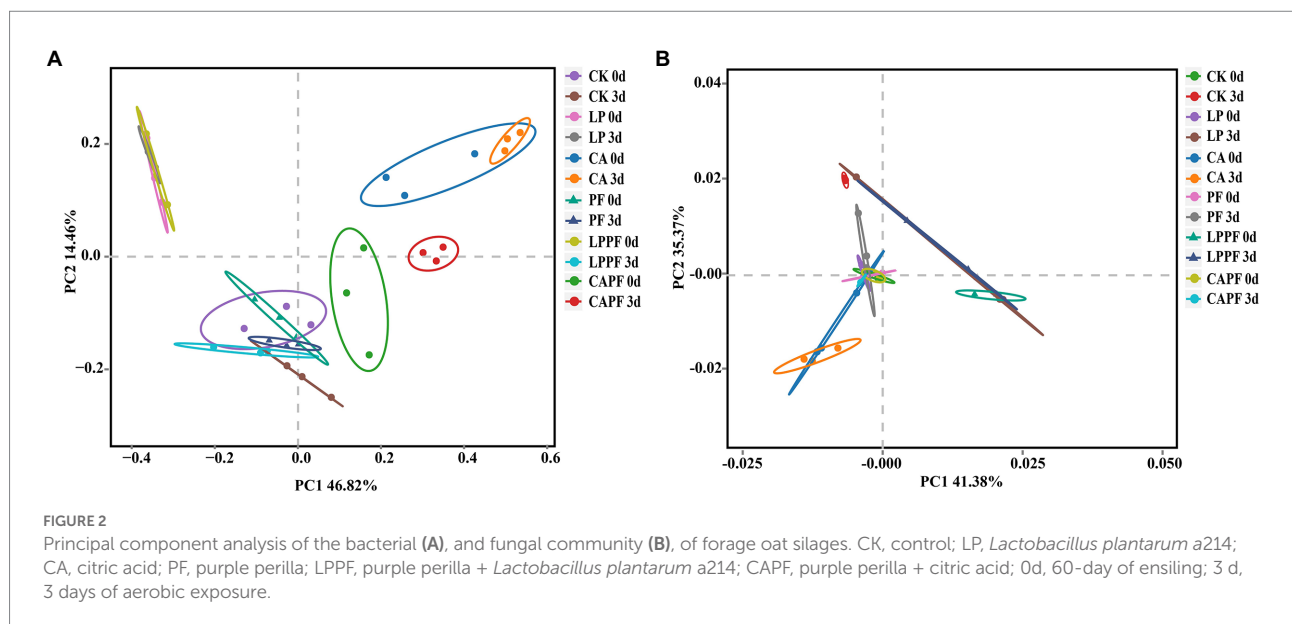 A
0.2
0.0
−0.2
PC2 14.46%
−0.4
−0.2
0.0
0.2
0.4
0.6
PC1 46.82%
CK 0d
CK 3d
LP 0d
LP 3d
CA 0d
CA 3d
PF 0d
PF 3d
LPPF 0d
LPPF 3d
CAPF 0d
CAPF 3d
B
0.04
0.02
-0.00
-0.02
PC2 35.37%
-0.025
-0.000
0.025
0.050
PC1 41.38%
CK 0d
CK 3d
LP 0d
LP 3d
CA 0d
CA 3d
PF 0d
PF 3d
LPPF 0d
LPPF 3d
CAPF 0d
CAPF 3d
FIGURE 2
Principal component analysis of the bacterial (A), and fungal community (B), of forage oat silages. CK, control; LP, Lactobacillus plantarum a214;
CA, citric acid; PF, purple perilla; LPPF, purple perilla + Lactobacillus plantarum a214; CAPF, purple perilla + citric acid; 0d, 60-day of ensiling; 3 d,
3 days of aerobic exposure.